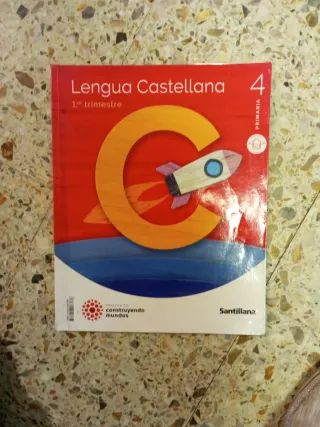 Lengua Castellana
1.er trimestre
4
PRIMARIA
C
construyendo
mundos
Santillana